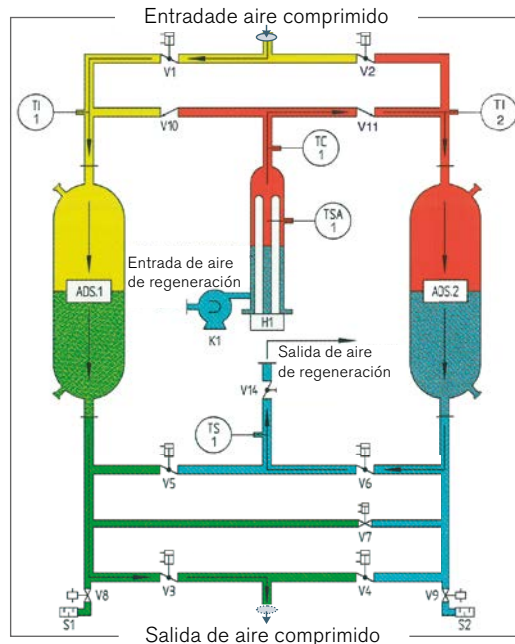 Entradade aire comprimido
V1
V2
TI
1
TI
2
V10
V11
TC
1
TSA
1
Entrada de aire
de regeneración
ADS.1
ADS.2
K1
H1
Salida de aire
de regeneración
V14
TS
1
V5
V6
V7
V3
V4
V8
V9
S1
S2
Salida de aire comprimido